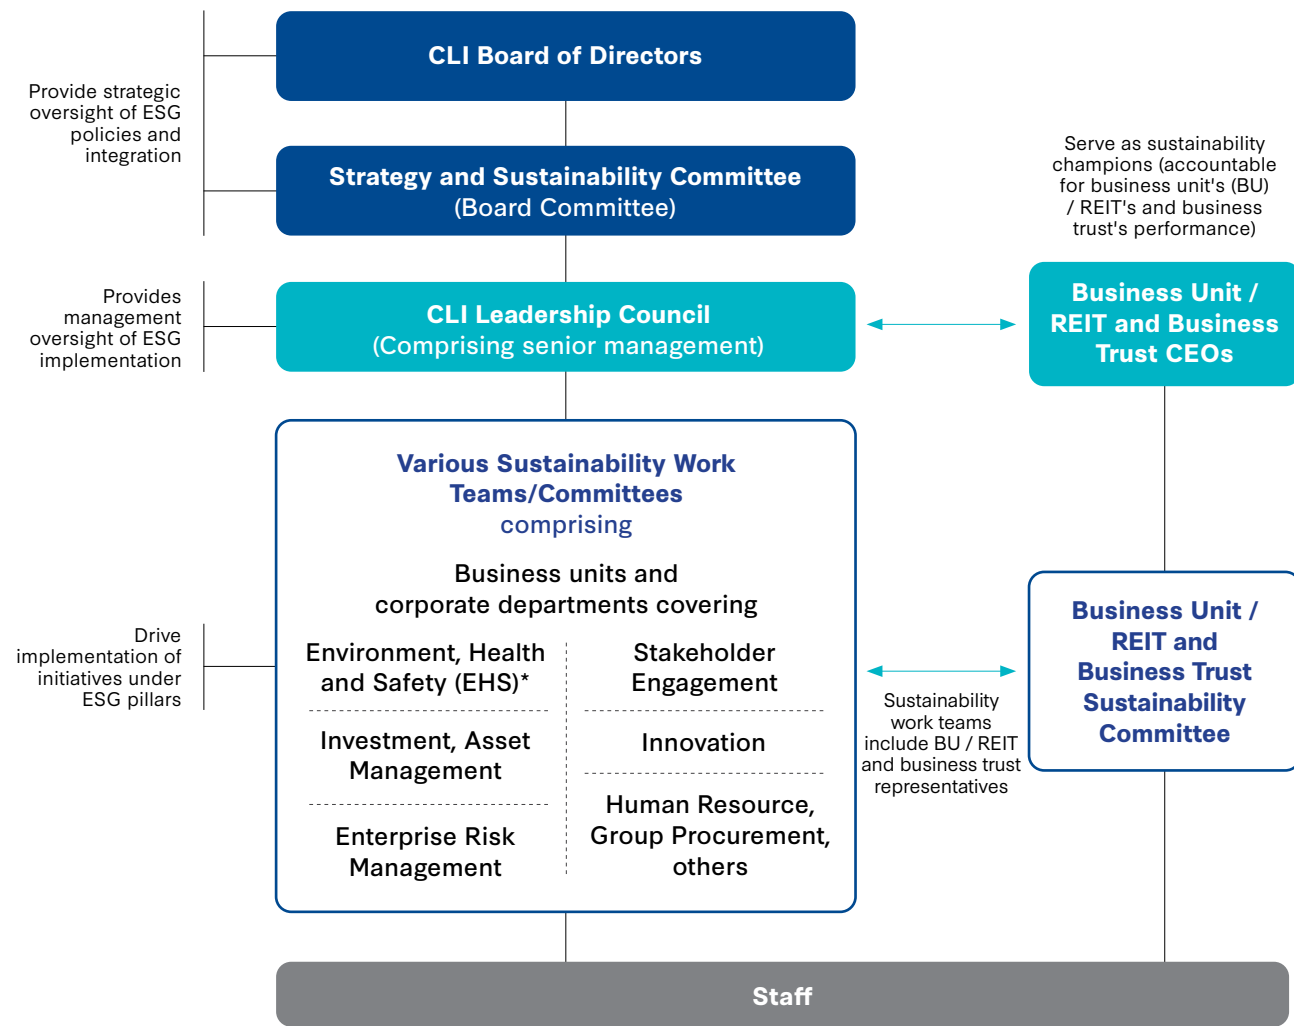 CLI Board of Directors
Provide strategic
oversight of ESG
policies and
integration
Strategy and Sustainability Committee
(Board Committee)
Serve as sustainability
champions (accountable
for business unit's (BU)
/ REIT's and business
trust's performance)
Provides
management
oversight of ESG
implementation
CLI Leadership Council
(Comprising senior management)
Business Unit /
REIT and Business
Trust CEOs
Various Sustainability Work
Teams/Committees
comprising
Business units and
corporate departments covering
Drive
implementation of
initiatives under
ESG pillars
Environment, Health
and Safety (EHS)*
Investment, Asset
Management
Enterprise Risk
Management
Stakeholder
Engagement
Innovation
Human Resource,
Group Procurement,
others
Sustainability
work teams
include BU / REIT
and business trust
representatives
Business Unit /
REIT and
Business Trust
Sustainability
Committee
Staff